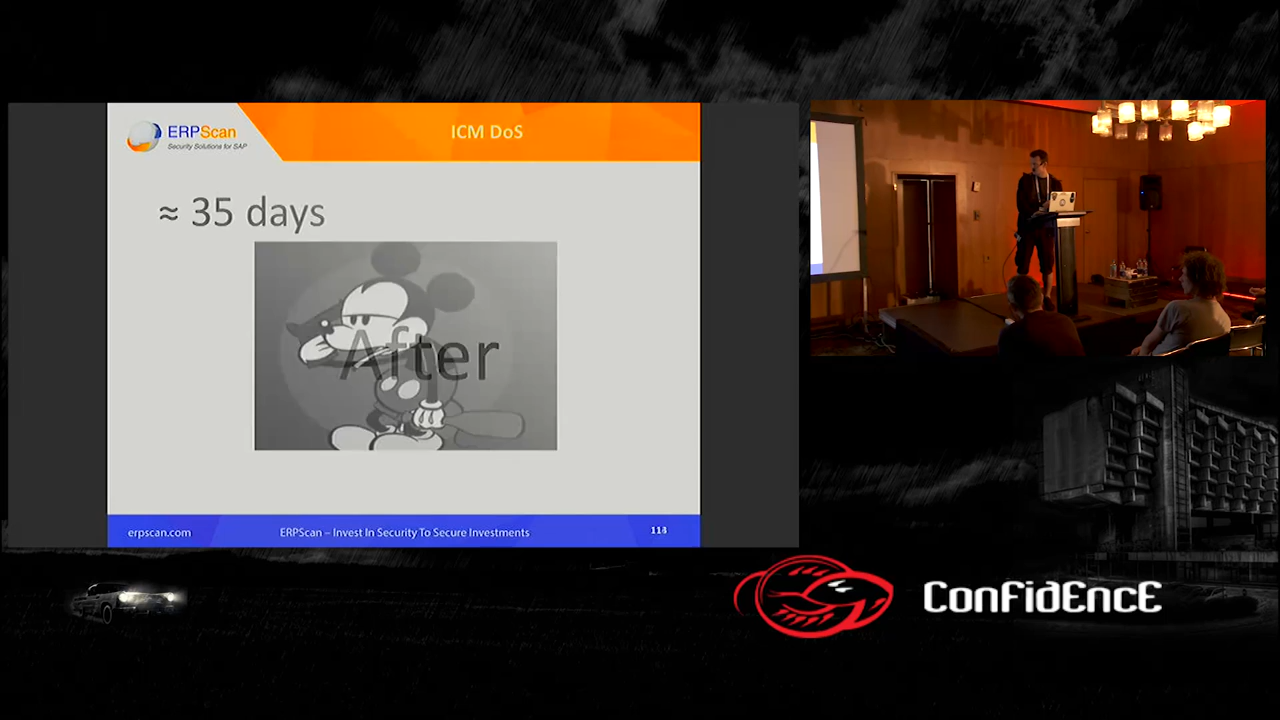 ERPScan
Security Solutions for SAP
ICM DoS
≈ 35 days
After
erpscan.com
ERPScan – Invest In Security To Secure Investments
CONFidENCE